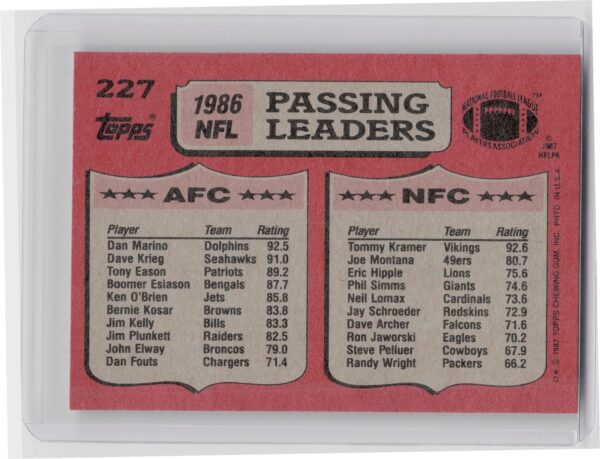 227
Topps®
1986
NFL
PASSING
LEADERS
NATIONAL FOOTBALL LEAGUE
PLAYERS ASSOCIATION
™
©
1987
NFLPA
★★★ AFC ★★★
Player Team Rating
Dan Marino Dolphins 92.5
Dave Krieg Seahawks 91.0
Tony Eason Patriots 89.2
Boomer Esiason Bengals 87.7
Ken O'Brien Jets 85.8
Bernie Kosar Browns 83.8
Jim Kelly Bills 83.3
Jim Plunkett Raiders 82.5
John Elway Broncos 79.0
Dan Fouts Chargers 71.4
★★★ NFC ★★★
Player Team Rating
Tommy Kramer Vikings 92.6
Joe Montana 49ers 80.7
Eric Hipple Lions 75.6
Phil Simms Giants 74.6
Neil Lomax Cardinals 73.6
Jay Schroeder Redskins 72.9
Dave Archer Falcons 71.6
Ron Jaworski Eagles 70.2
Steve Pelluer Cowboys 67.9
Randy Wright Packers 66.2
D★ © 1987 TOPPS CHEWING GUM, INC. PRTD. IN U.S.A.